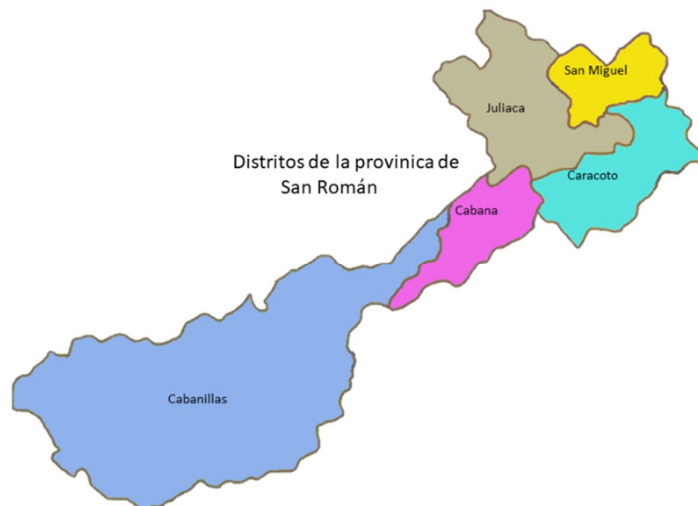 San Miguel
Juliaca
Distritos de la provinica de
San Román
Caracoto
Cabana
Cabanillas